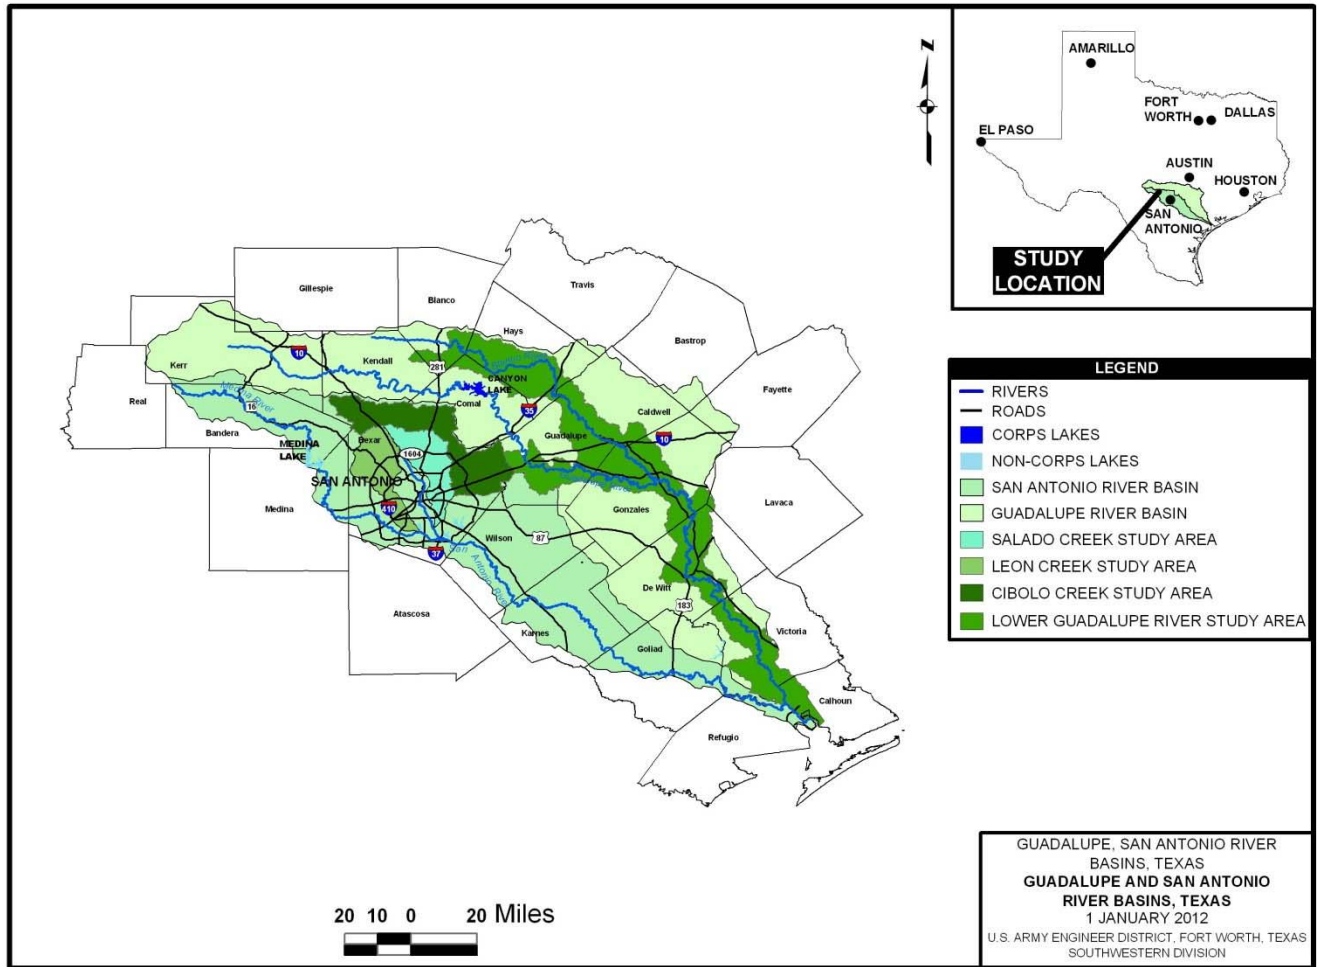 Z
AMARILLO
FORT
WORTH
DALLAS
EL PASO
AUSTIN
HOUSTON
SAN
ANTONIO
STUDY
LOCATION
Travis
Gillespie
Blanco
Hays
Bastrop
10
Kendall
281
Kerr
CANYON
LAKE
Fayette
Real
Medina River
16
Comal
35
Caldwell
Bandera
Bexar
Guadalupe
10
MEDINA
LAKE
1604
SAN ANTONIO
Medina
410
Gonzales
Lavaca
Wilson
87
37
San Antonio River
De Witt
183
Atascosa
Karnes
Victoria
Goliad
Calhoun
Refugio
LEGEND
RIVERS
ROADS
CORPS LAKES
NON-CORPS LAKES
SAN ANTONIO RIVER BASIN
GUADALUPE RIVER BASIN
SALADO CREEK STUDY AREA
LEON CREEK STUDY AREA
CIBOLO CREEK STUDY AREA
LOWER GUADALUPE RIVER STUDY AREA
20 10 0 20 Miles
GUADALUPE, SAN ANTONIO RIVER
BASINS, TEXAS
GUADALUPE AND SAN ANTONIO
RIVER BASINS, TEXAS
1 JANUARY 2012
U.S. ARMY ENGINEER DISTRICT, FORT WORTH, TEXAS
SOUTHWESTERN DIVISION